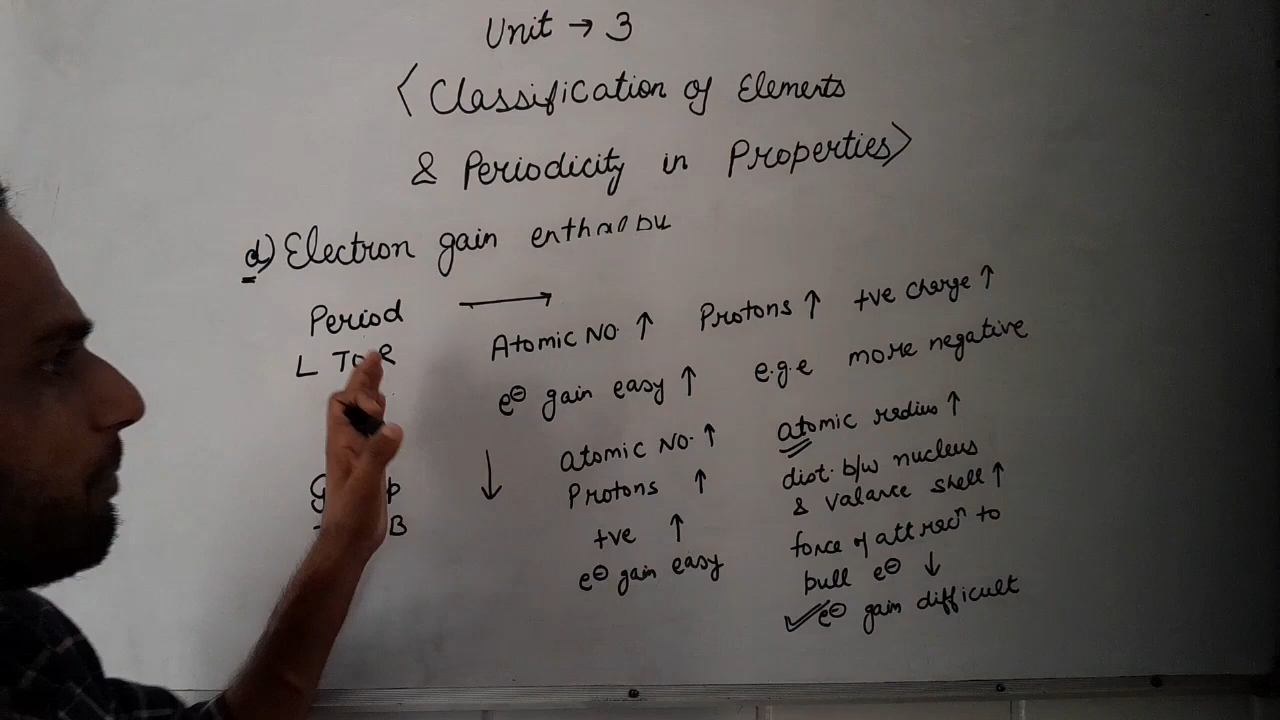 Unit → 3
< Classification of Elements
& Periodicity in Properties >
d) Electron gain enthalpy
Period → Atomic NO. ↑ Protons ↑ +ve charge ↑
L To R e⊖ gain easy ↑ e.g.e more negative
↓ atomic NO. ↑
Protons ↑
+ve ↑
B
e⊖ gain easy
atomic radius ↑
dist. b/w nucleus
& valance shell ↑
force of attracⁿ to
pull e⊖ ↓
✓ e⊖ gain difficult